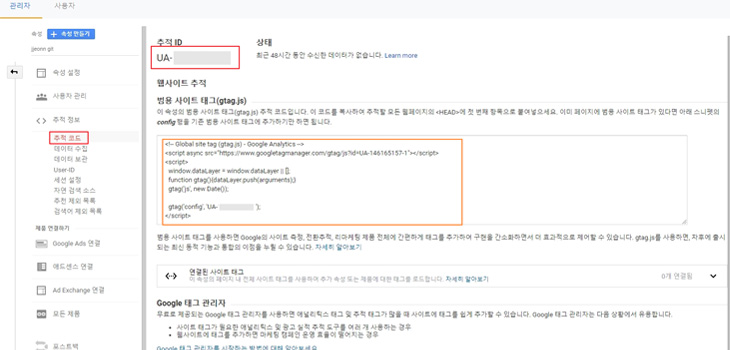 관리자 사용자
속성 + 속성 만들기
jjeomi git
속성 설정
사용자 관리
추적 정보
추적 코드
데이터 수집
데이터 보관
User-ID
세션 설정
자연 검색 소스
추천 제외 목록
검색어 제외 목록
제품 연결하기
Google Ads 연결
애드센스 연결
Ad Exchange 연결
모든 제품
포스트백
추적 ID
UA-
상태
최근 48시간 동안 수신한 데이터가 없습니다. Learn more
웹사이트 추적
범용 사이트 태그(gtag.js)
이 속성의 범용 사이트 태그(gtag.js) 추적 코드입니다. 이 코드를 복사하여 추적할 모든 웹페이지의 <HEAD>에 첫 번째 항목으로 붙여넣으세요. 이미 페이지에 범용 사이트 태그가 있다면 아래 스니펫의
config 행을 기존 범용 사이트 태그에 추가하기만 하면 됩니다.
<!-- Global site tag (gtag.js) - Google Analytics -->
<script async src="https://www.googletagmanager.com/gtag/js?id=UA-146165157-1"></script>
<script>
window.dataLayer = window.dataLayer || [];
function gtag(){dataLayer.push(arguments);}
gtag('js', new Date());
gtag('config', 'UA- ');
</script>
범용 사이트 태그를 사용하면 Google의 사이트 측정, 전환추적, 리마케팅 제품 전체에 간편하게 태그를 추가하여 구현을 간소화하면서 더 효과적으로 제어할 수 있습니다. gtag.js를 사용하면, 차후에 출시
되는 최신 동적 기능과 통합의 이점을 누릴 수 있습니다. 자세히 알아보기
연결된 사이트 태그
이 속성의 페이지 내 전체 사이트 태그를 사용하여 추가 속성 또는 제품에 대한 태그를 로드합니다. 자세히 알아보기
0개 연결됨
Google 태그 관리자
무료로 제공되는 Google 태그 관리자를 사용하면 애널리틱스 태그 및 추적 태그가 많을 때 사이트에 태그를 쉽게 추가할 수 있습니다. Google 태그 관리자는 다음 상황에서 유용합니다.
• 사이트 태그가 필요한 애널리틱스 및 광고 실적 추적 도구를 여러 개 사용하는 경우
• 웹사이트에 태그를 추가하면 마케팅 캠페인 운영 효율이 떨어지는 경우
Google 태그 관리자를 시작하는 방법에 대해 알아보세요